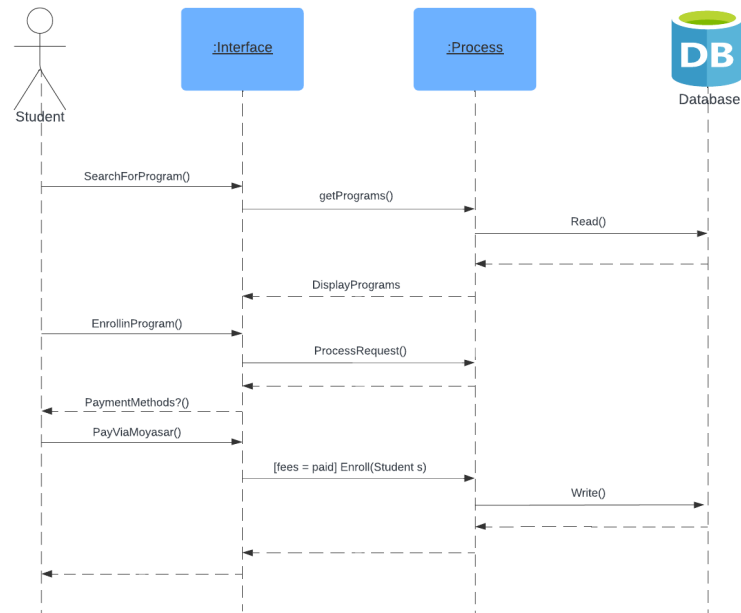 :Interface
:Process
DB
Student
Database
SearchForProgram()
getPrograms()
Read()
DisplayPrograms
EnrollinProgram()
ProcessRequest()
PaymentMethods?()
PayViaMoyasar()
[fees = paid] Enroll(Student s)
Write()